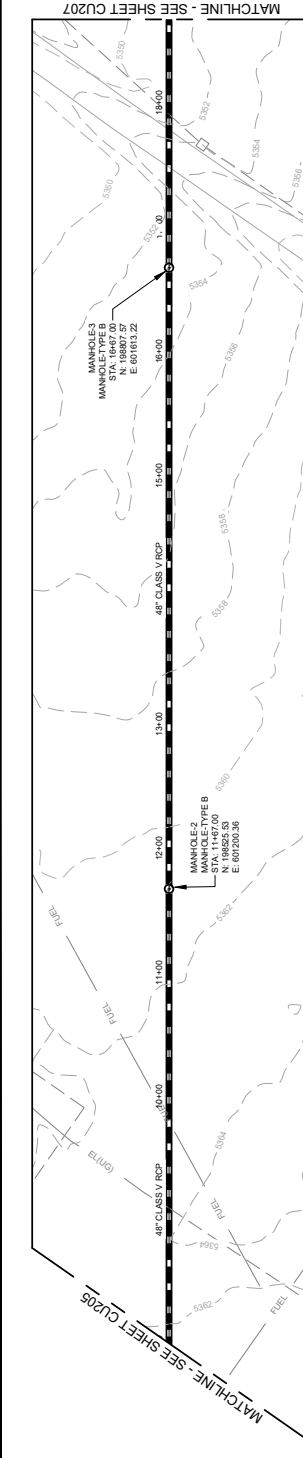 MATCHLINE - SEE SHEET CU205
MATCHLINE - SEE SHEET CU207
48" CLASS V RCP
10+00
11+00
12+00
13+00
48" CLASS V RCP
15+00
16+00
18+00
MANHOLE-2
MANHOLE-TYPE B
STA: 11+67.00
N: 198525.53
E: 601200.36
MANHOLE-3
MANHOLE-TYPE B
STA: 16+67.00
N: 198807.57
E: 601613.22
FUEL
FUEL
FUEL
FUEL
EL(UG)
5362
5364
5364
5362
5360
5358
5358
5356
5354
5352
5350
5350
5352
5354
5356